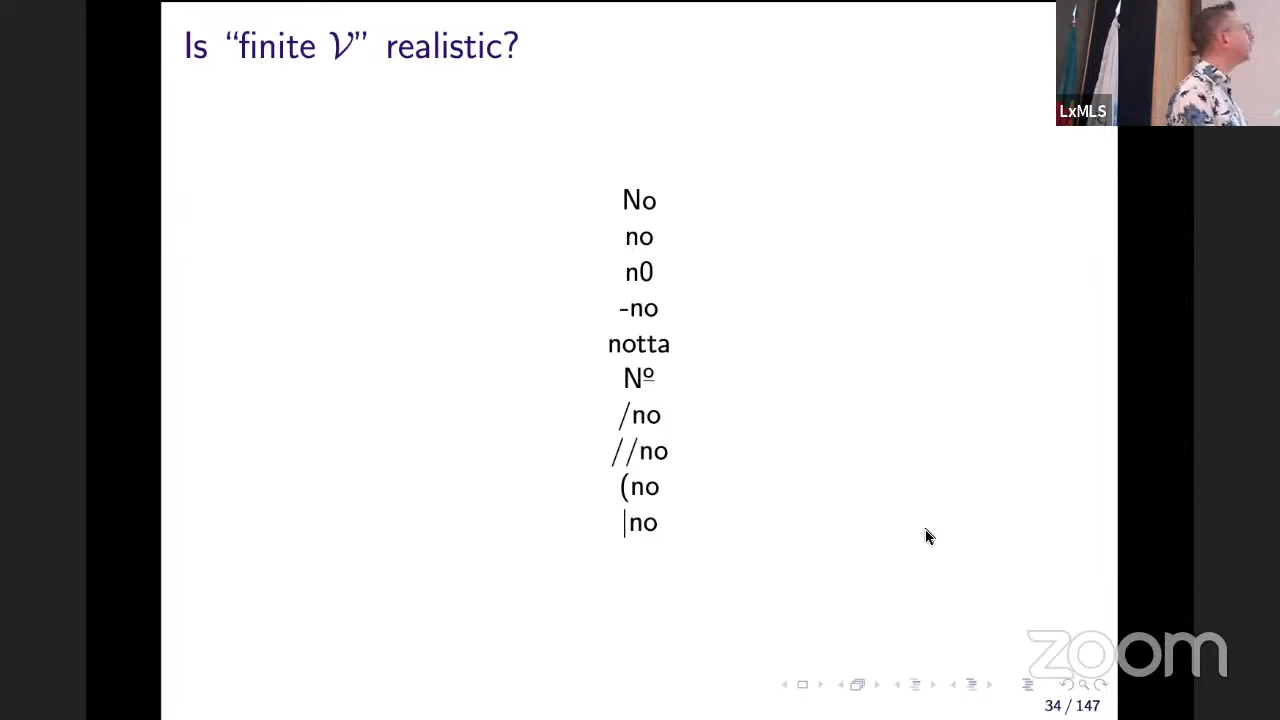 Is “finite 𝒱” realistic?
LxMLS
No
no
n0
-no
notta
Nº
/no
//no
(no
|no
zoom
34 / 147